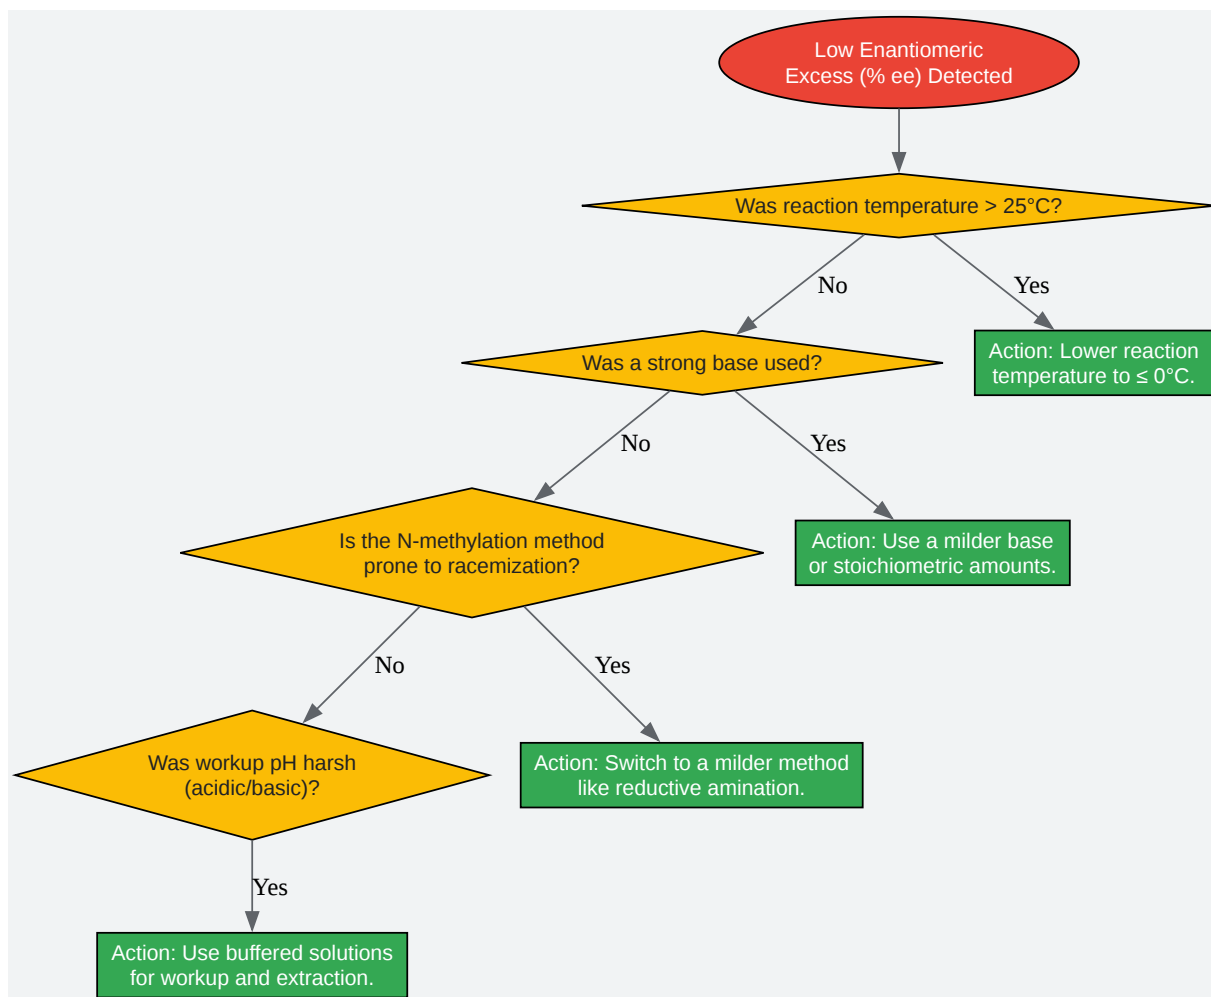 Low Enantiomeric
Excess (% ee) Detected
Was reaction temperature > 25°C?
No
Yes
Was a strong base used?
Action: Lower reaction
temperature to ≤ 0°C.
No
Yes
Is the N-methylation method
prone to racemization?
Action: Use a milder base
or stoichiometric amounts.
No
Yes
Was workup pH harsh
(acidic/basic)?
Action: Switch to a milder method
like reductive amination.
Yes
Action: Use buffered solutions
for workup and extraction.